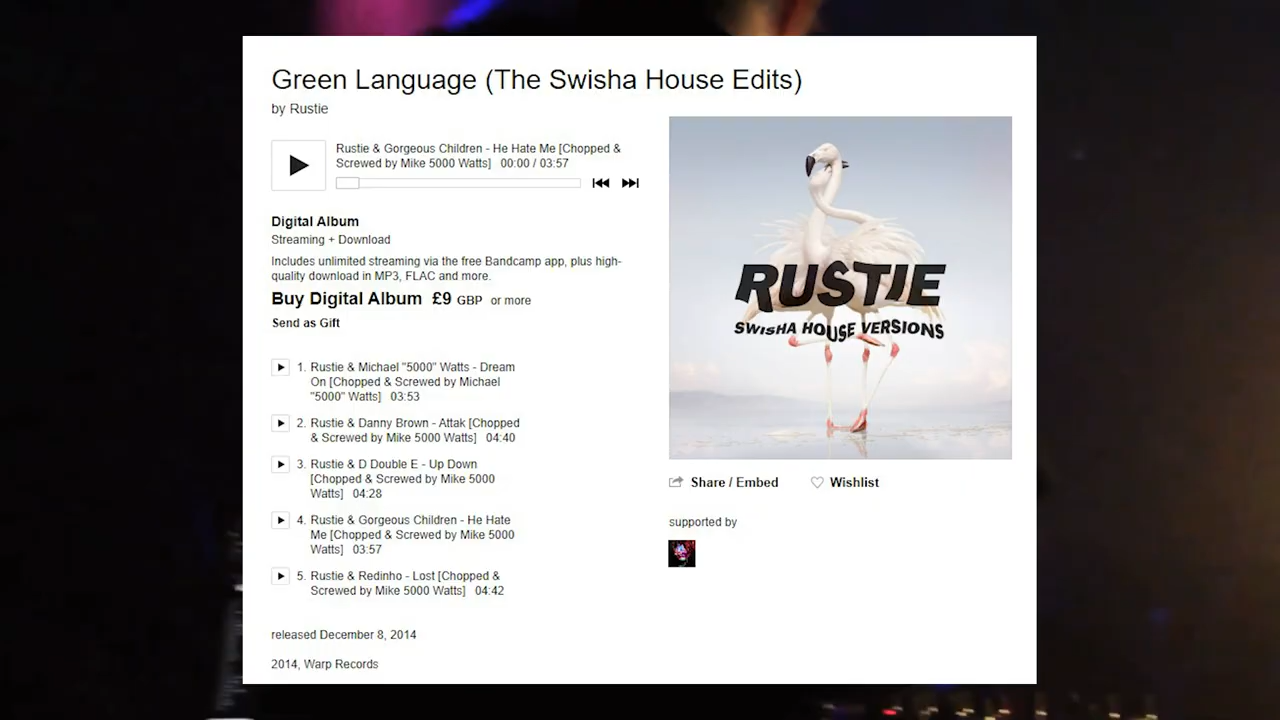 Green Language (The Swisha House Edits)
by Rustie
Rustie & Gorgeous Children - He Hate Me [Chopped &
Screwed by Mike 5000 Watts] 00:00 / 03:57
Digital Album
Streaming + Download
Includes unlimited streaming via the free Bandcamp app, plus high-
quality download in MP3, FLAC and more.
Buy Digital Album £9 GBP or more
Send as Gift
1. Rustie & Michael "5000" Watts - Dream
On [Chopped & Screwed by Michael
"5000" Watts] 03:53
2. Rustie & Danny Brown - Attak [Chopped
& Screwed by Mike 5000 Watts] 04:40
3. Rustie & D Double E - Up Down
[Chopped & Screwed by Mike 5000
Watts] 04:28
4. Rustie & Gorgeous Children - He Hate
Me [Chopped & Screwed by Mike 5000
Watts] 03:57
5. Rustie & Redinho - Lost [Chopped &
Screwed by Mike 5000 Watts] 04:42
released December 8, 2014
2014, Warp Records
RUSTIE
SWISHA HOUSE VERSIONS
Share / Embed
Wishlist
supported by